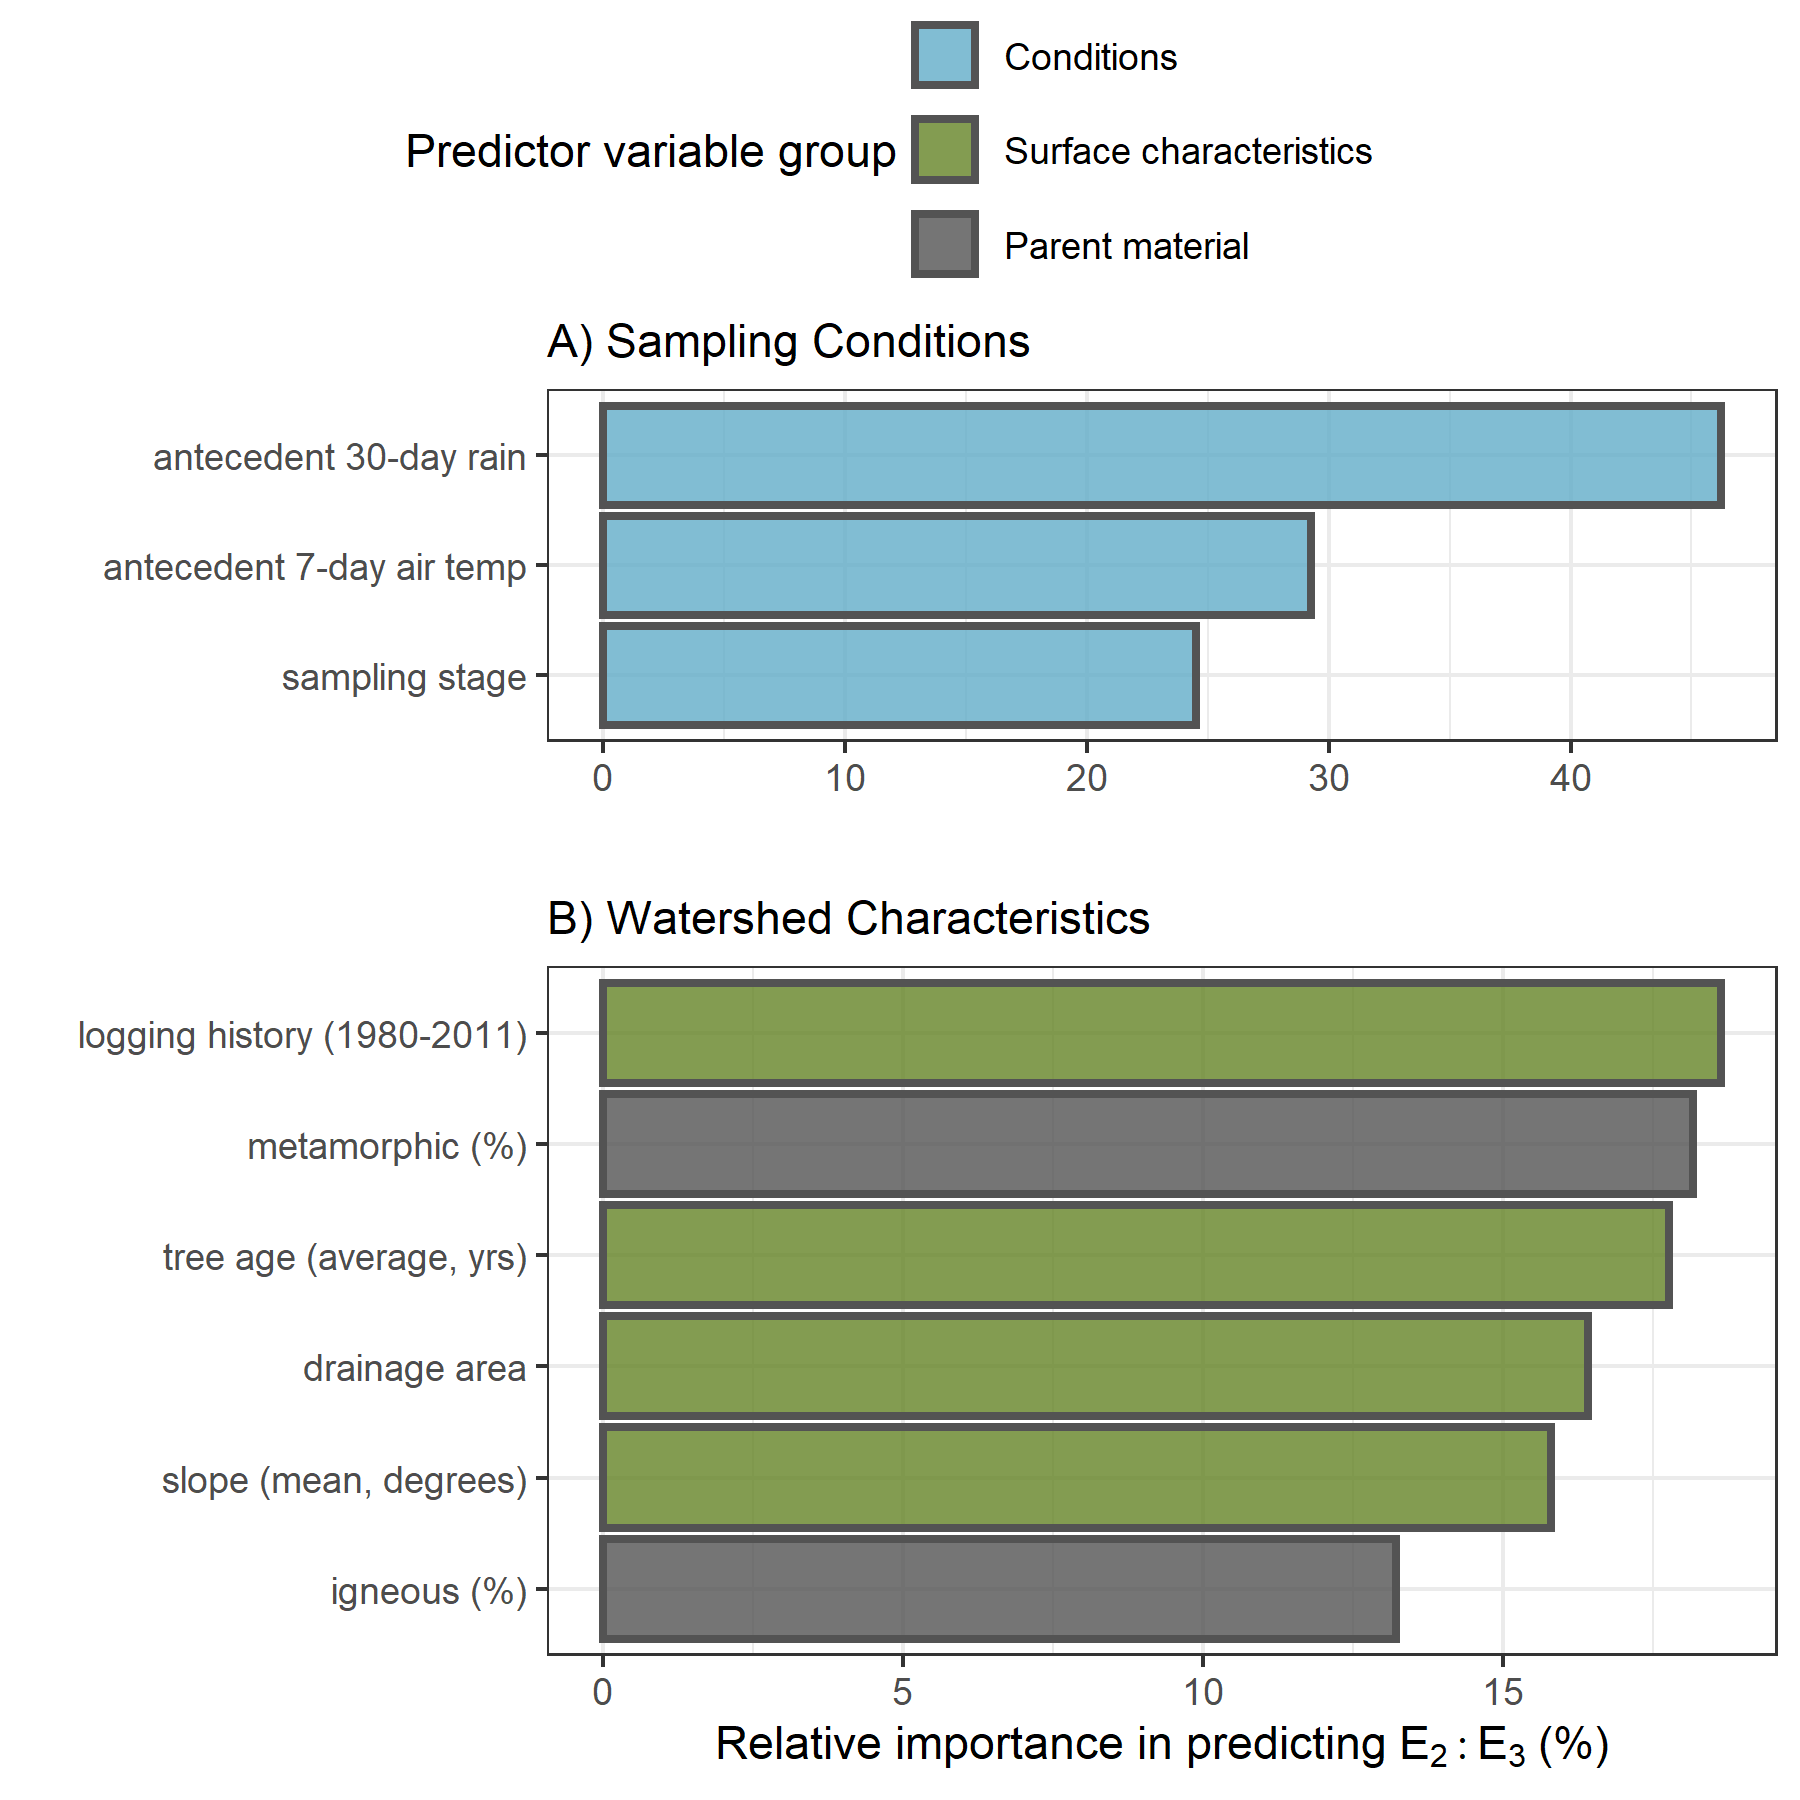 Conditions
Predictor variable group
Surface characteristics
Parent material
A) Sampling Conditions
antecedent 30-day rain
antecedent 7-day air temp
sampling stage
0 10 20 30 40
B) Watershed Characteristics
logging history (1980-2011)
metamorphic (%)
tree age (average, yrs)
drainage area
slope (mean, degrees)
igneous (%)
0 5 10 15
Relative importance in predicting E₂:E₃ (%)